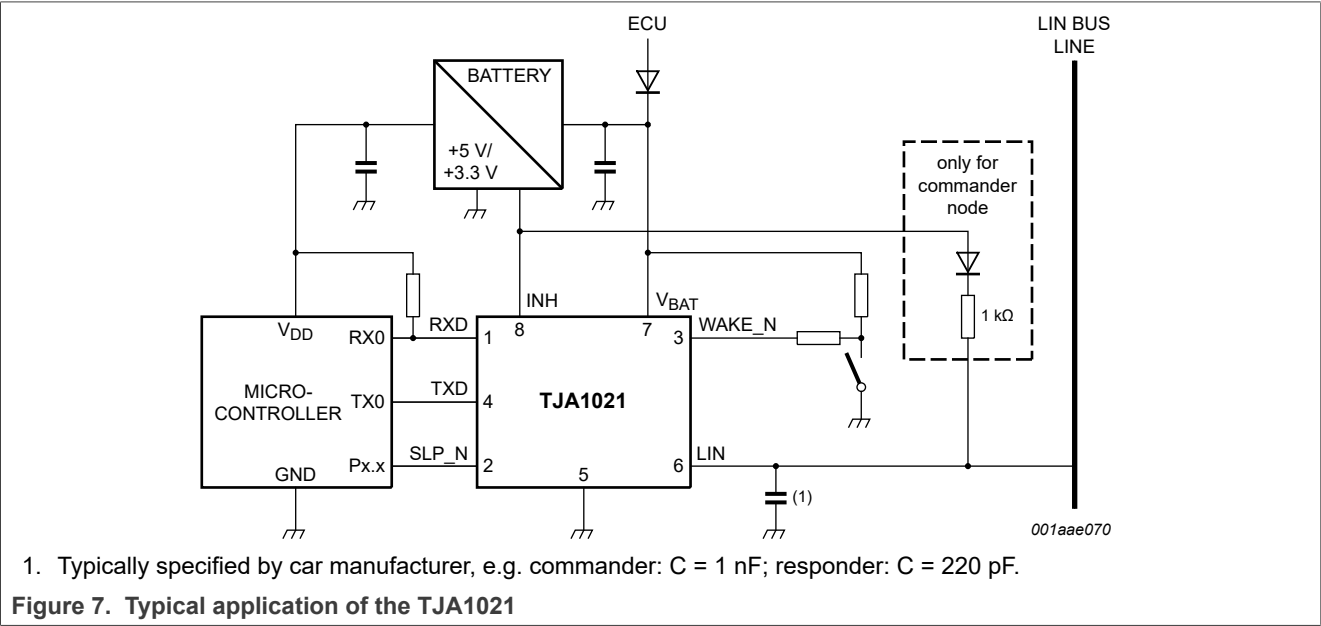 ECU
LIN BUS
LINE
BATTERY
+5 V/
+3.3 V
only for
commander
node
1 kΩ
INH
VBAT
VDD
RX0
RXD
1
8
7
3
WAKE_N
MICRO-
CONTROLLER
TX0
TXD
4
TJA1021
Px.x
SLP_N
2
6
LIN
GND
5
(1)
001aae070
1. Typically specified by car manufacturer, e.g. commander: C = 1 nF; responder: C = 220 pF.
Figure 7. Typical application of the TJA1021